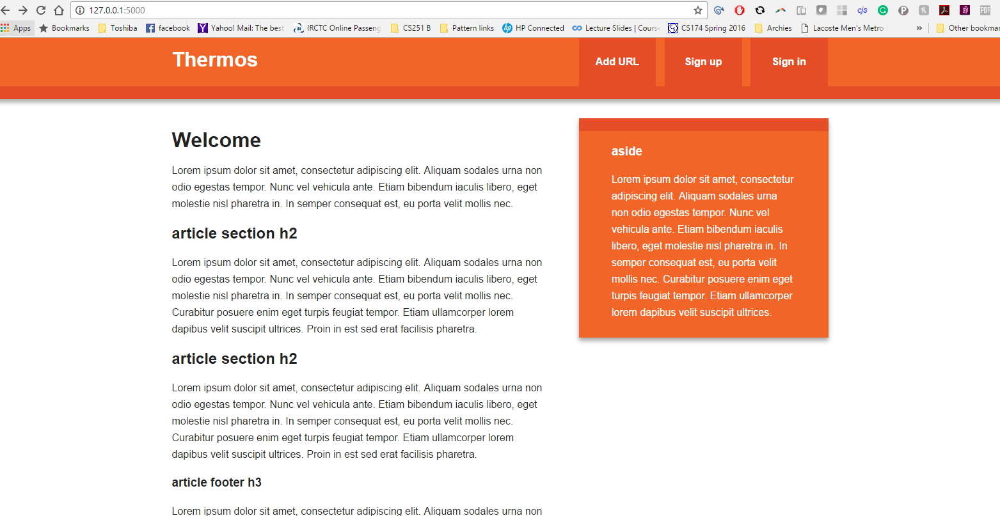 127.0.0.1:5000
Apps Bookmarks Toshiba facebook Yahoo! Mail: The best IRCTC Online Passeng CS251 B Pattern links HP Connected Lecture Slides | Cours CS174 Spring 2016 Archies Lacoste Men's Metro » Other bookmar
cjs
PDF
Thermos
Add URL
Sign up
Sign in
Welcome
Lorem ipsum dolor sit amet, consectetur adipiscing elit. Aliquam sodales urna non
odio egestas tempor. Nunc vel vehicula ante. Etiam bibendum iaculis libero, eget
molestie nisl pharetra in. In semper consequat est, eu porta velit mollis nec.
article section h2
Lorem ipsum dolor sit amet, consectetur adipiscing elit. Aliquam sodales urna non
odio egestas tempor. Nunc vel vehicula ante. Etiam bibendum iaculis libero, eget
molestie nisl pharetra in. In semper consequat est, eu porta velit mollis nec.
Curabitur posuere enim eget turpis feugiat tempor. Etiam ullamcorper lorem
dapibus velit suscipit ultrices. Proin in est sed erat facilisis pharetra.
article section h2
Lorem ipsum dolor sit amet, consectetur adipiscing elit. Aliquam sodales urna non
odio egestas tempor. Nunc vel vehicula ante. Etiam bibendum iaculis libero, eget
molestie nisl pharetra in. In semper consequat est, eu porta velit mollis nec.
Curabitur posuere enim eget turpis feugiat tempor. Etiam ullamcorper lorem
dapibus velit suscipit ultrices. Proin in est sed erat facilisis pharetra.
article footer h3
Lorem ipsum dolor sit amet, consectetur adipiscing elit. Aliquam sodales urna non
aside
Lorem ipsum dolor sit amet, consectetur
adipiscing elit. Aliquam sodales urna
non odio egestas tempor. Nunc vel
vehicula ante. Etiam bibendum iaculis
libero, eget molestie nisl pharetra in. In
semper consequat est, eu porta velit
mollis nec. Curabitur posuere enim eget
turpis feugiat tempor. Etiam ullamcorper
lorem dapibus velit suscipit ultrices.